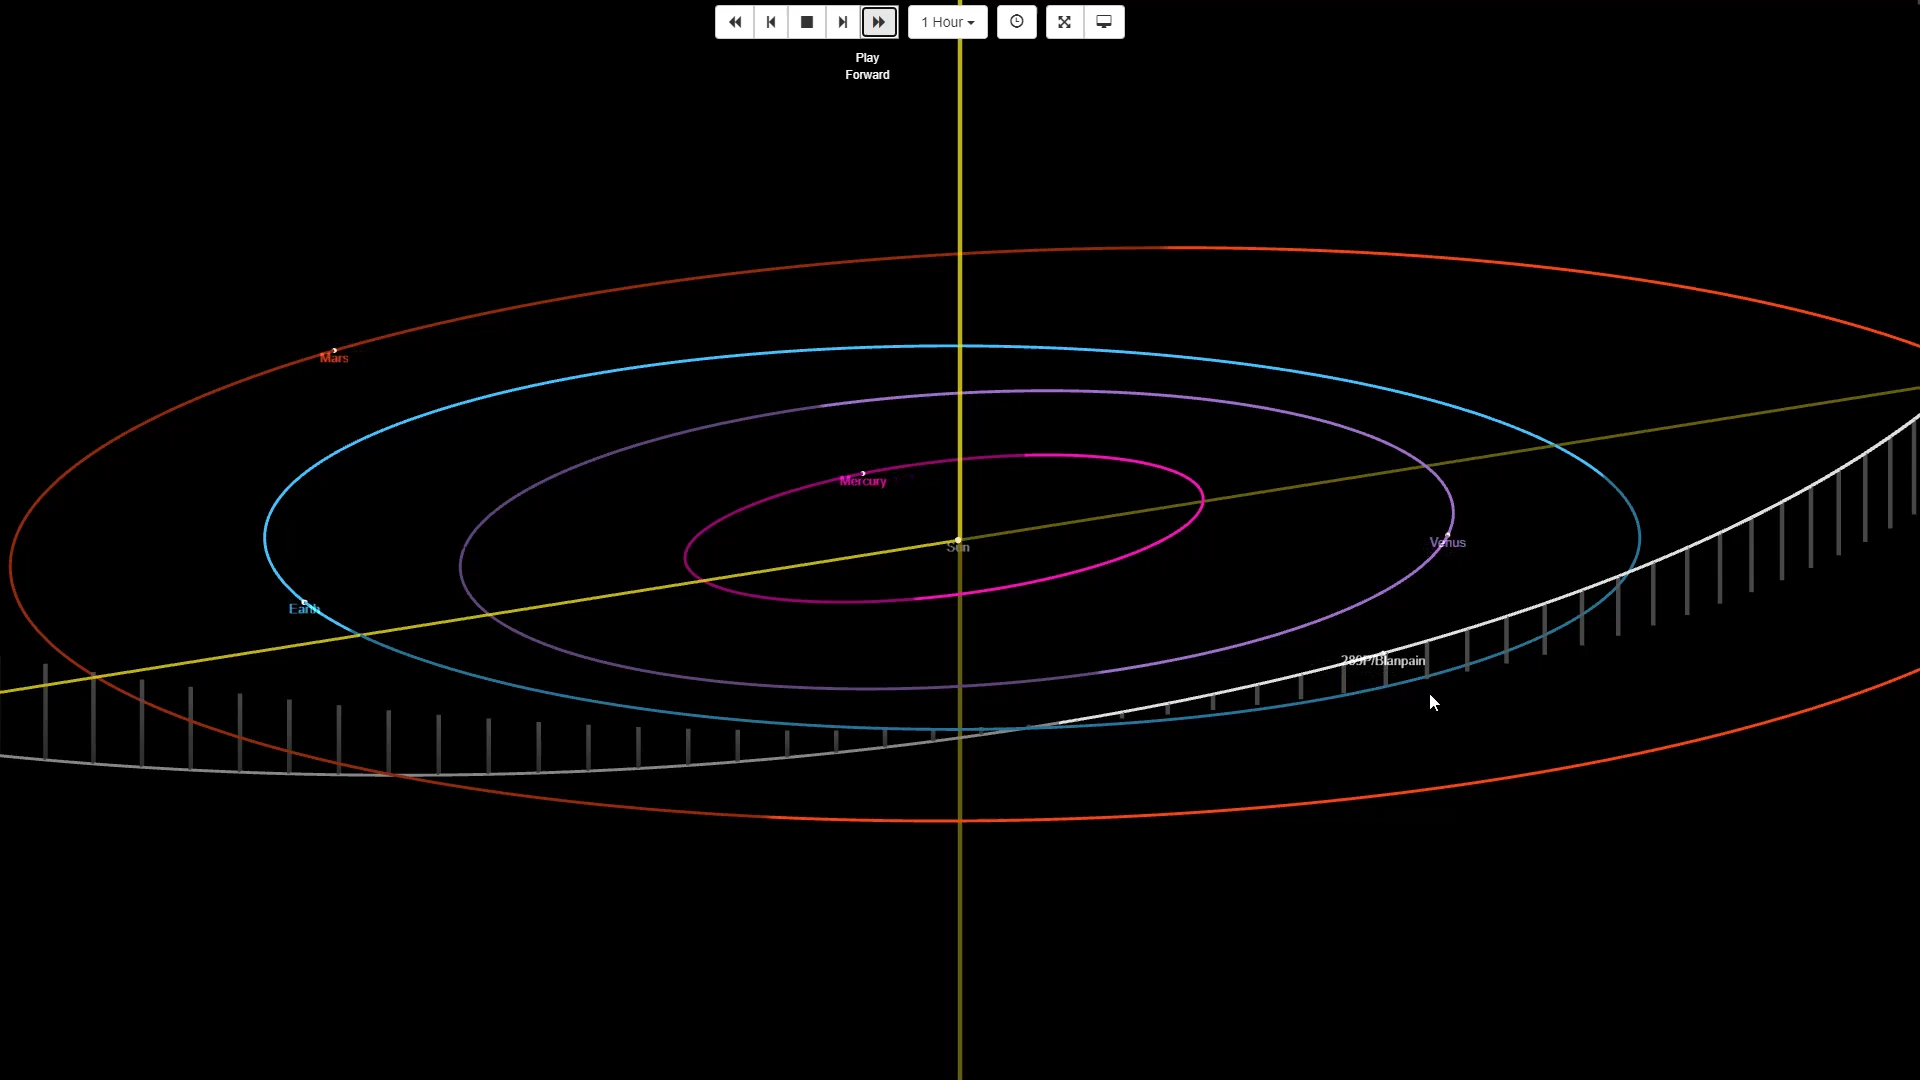 1 Hour
Play
Forward
Mars
Mercury
Sun
Venus
Earth
289P/Blanpain